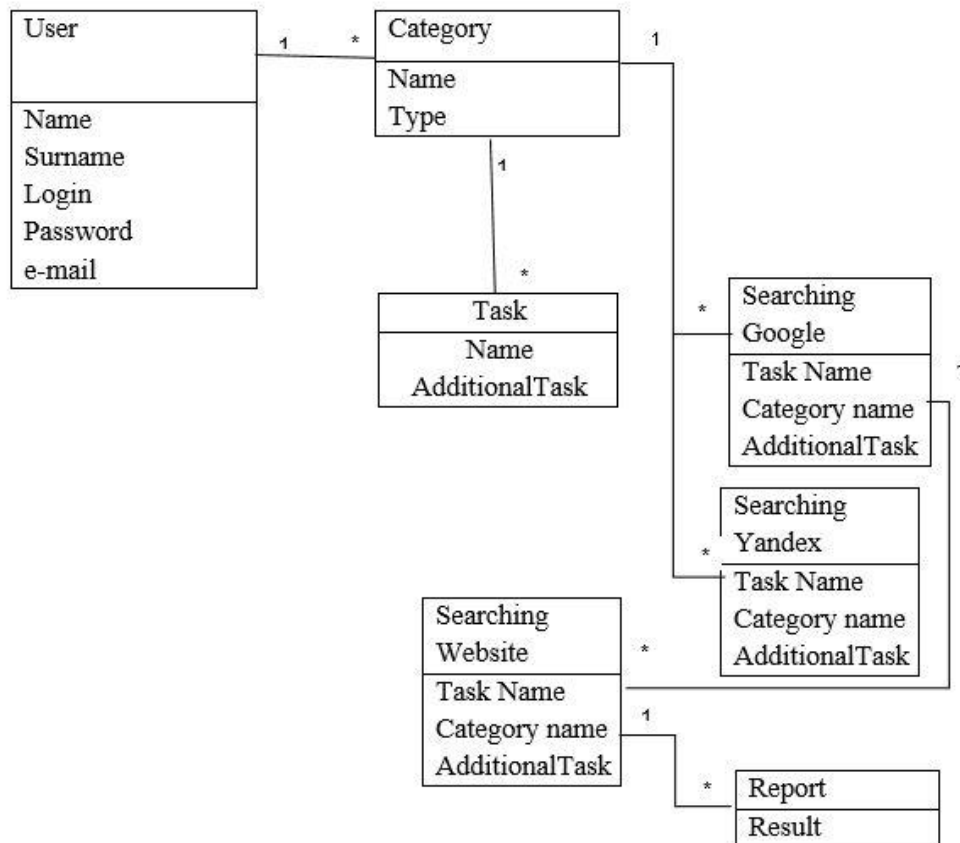 User
Name
Surname
Login
Password
e-mail
1
*
Category
Name
Type
1
1
*
Task
Name
AdditionalTask
*
Searching
Google
Task Name
Category name
AdditionalTask
*
Searching
Yandex
Task Name
Category name
AdditionalTask
Searching
Website
Task Name
Category name
AdditionalTask
*
1
*
Report
Result